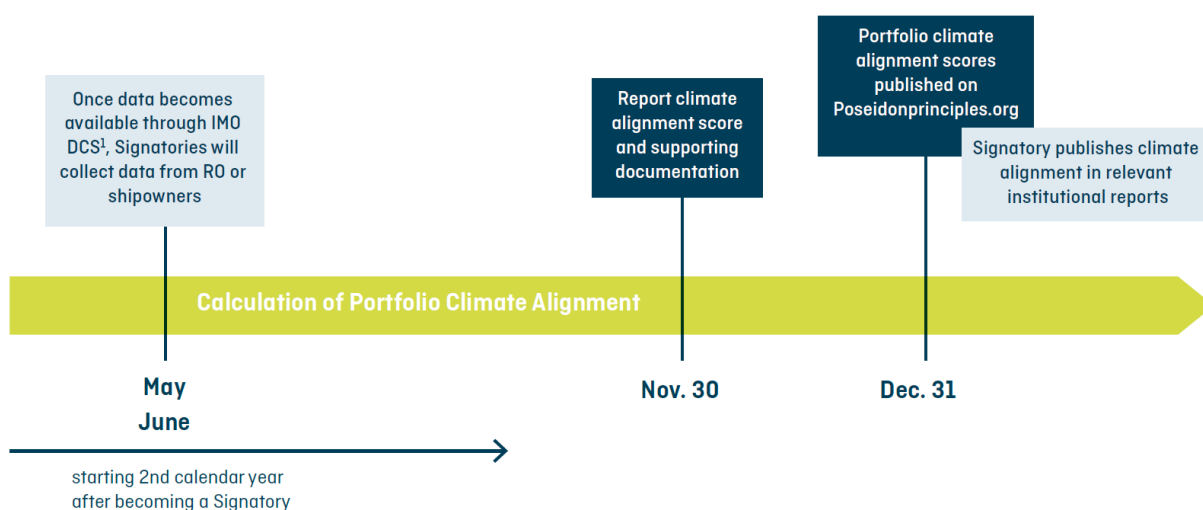 Once data becomes
available through IMO
DCS¹, Signatories will
collect data from RO or
shipowners
Report climate
alignment score
and supporting
documentation
Portfolio climate
alignment scores
published on
Poseidonprinciples.org
Signatory publishes climate
alignment in relevant
institutional reports
Calculation of Portfolio Climate Alignment
May
June
Nov. 30
Dec. 31
starting 2nd calendar year
after becoming a Signatory